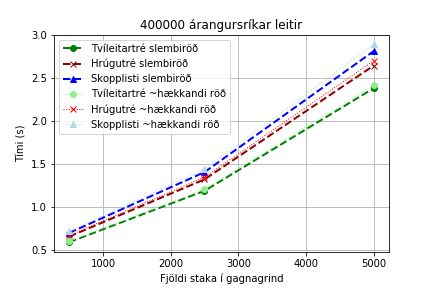 400000 árangursríkar leitir
Tvíleitartré slembiröð
Hrúgutré slembiröð
Skopplisti slembiröð
Tvíleitartré ~hækkandi röð
Hrúgutré ~hækkandi röð
Skopplisti ~hækkandi röð
Tími (s)
3.0
2.5
2.0
1.5
1.0
0.5
1000 2000 3000 4000 5000
Fjöldi staka í gagnagrind